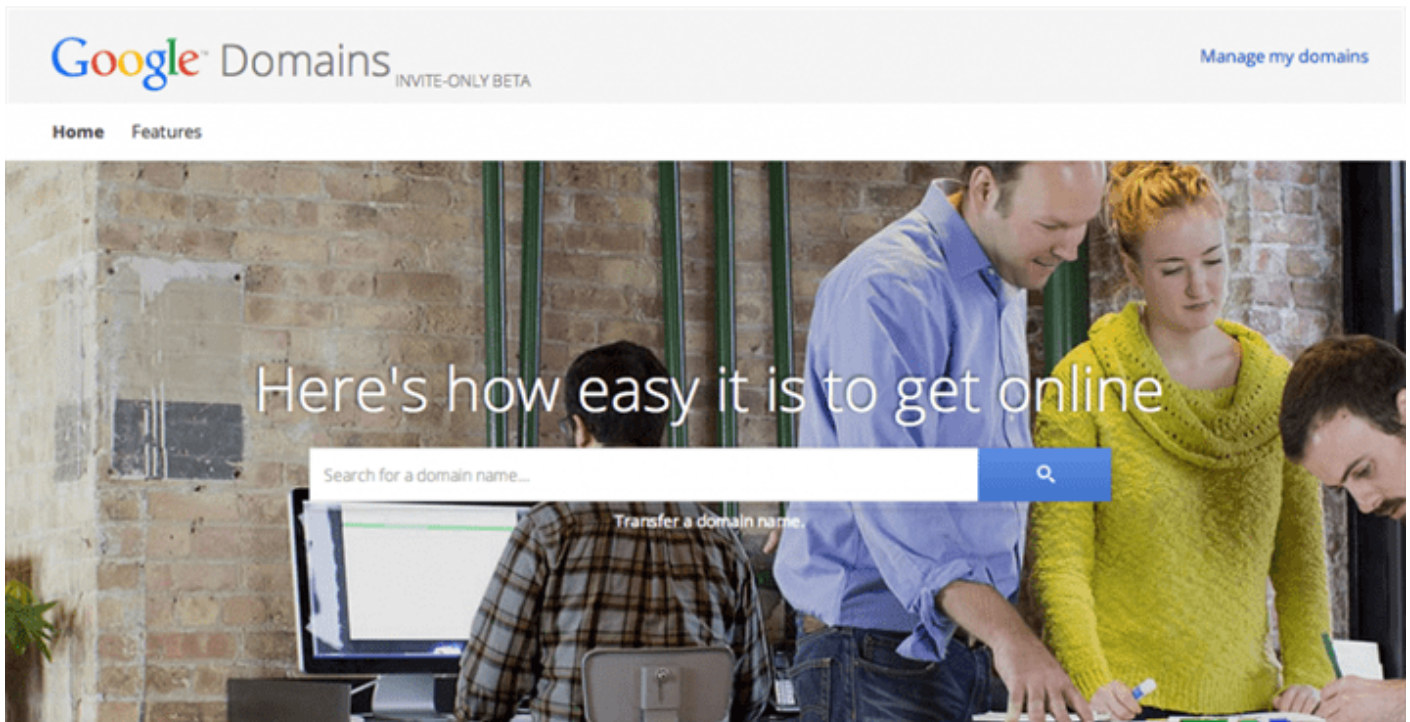 Google™ Domains INVITE-ONLY BETA
Manage my domains
Home Features
Here's how easy it is to get online
Search for a domain name...
Transfer a domain name.